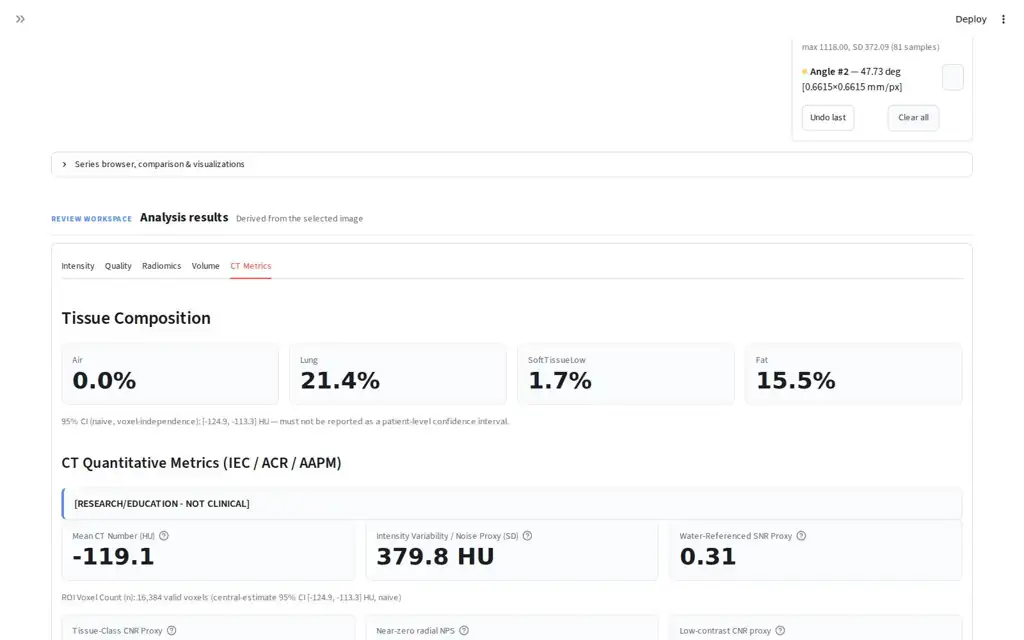 Deploy
max 1118.00, SD 372.09 (81 samples)
Angle #2 — 47.73 deg
[0.6615×0.6615 mm/px]
Undo last
Clear all
Series browser, comparison & visualizations
REVIEW WORKSPACE Analysis results Derived from the selected image
Intensity Quality Radiomics Volume CT Metrics
Tissue Composition
Air Lung SoftTissueLow Fat
0.0% 21.4% 1.7% 15.5%
95% CI (naive, voxel-independence): [-124.9, -113.3] HU — must not be reported as a patient-level confidence interval.
CT Quantitative Metrics (IEC / ACR / AAPM)
[RESEARCH/EDUCATION - NOT CLINICAL]
Mean CT Number (HU) Intensity Variability / Noise Proxy (SD) Water-Referenced SNR Proxy
-119.1 379.8 HU 0.31
ROI Voxel Count (n): 16,384 valid voxels (central-estimate 95% CI [-124.9, -113.3] HU, naive)
Tissue-Class CNR Proxy Near-zero radial NPS Low-contrast CNR proxy